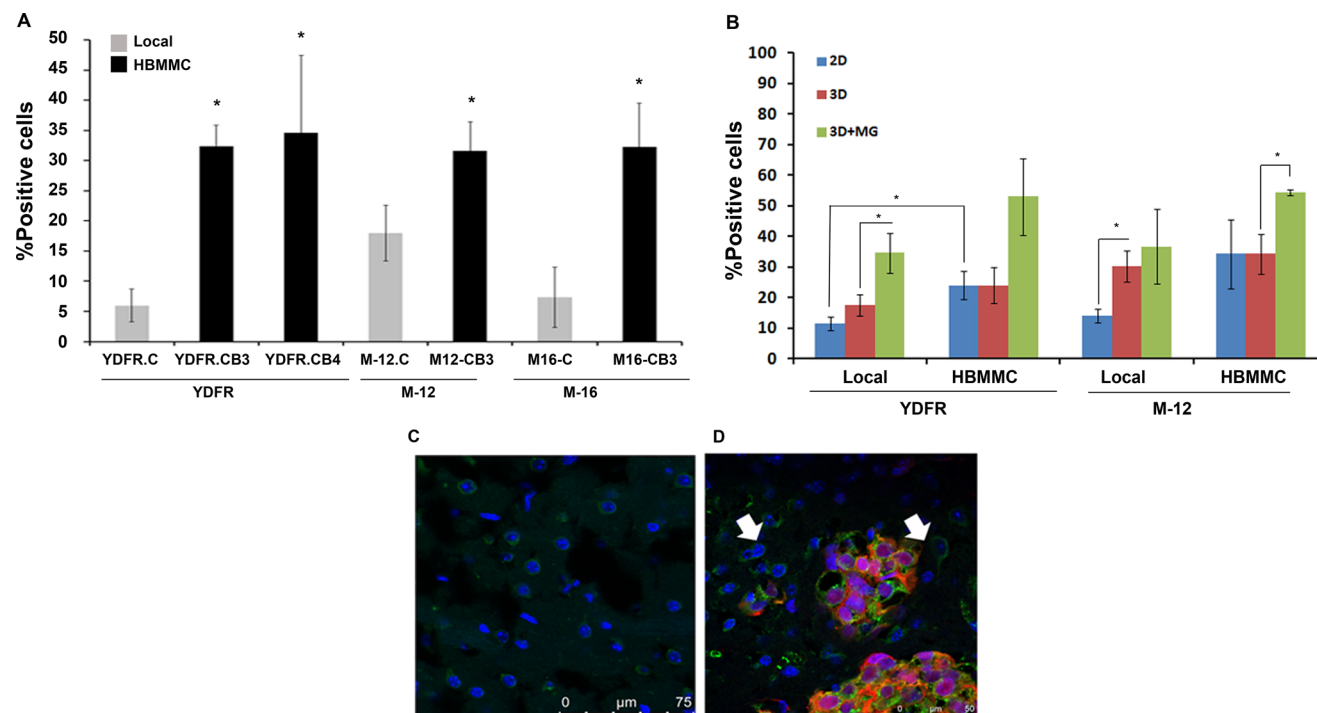 A
%Positive cells
50
45
40
35
30
25
20
15
10
5
0
Local
HBMMC
*
*
*
*
YDFR.C YDFR.CB3 YDFR.CB4 M-12.C M12-CB3 M16-C M16-CB3
YDFR M-12 M-16
B
%Positive cells
100
90
80
70
60
50
40
30
20
10
0
2D
3D
3D+MG
*
*
*
*
Local HBMMC Local HBMMC
YDFR M-12
C
0 µm 75
D
0 µm 50